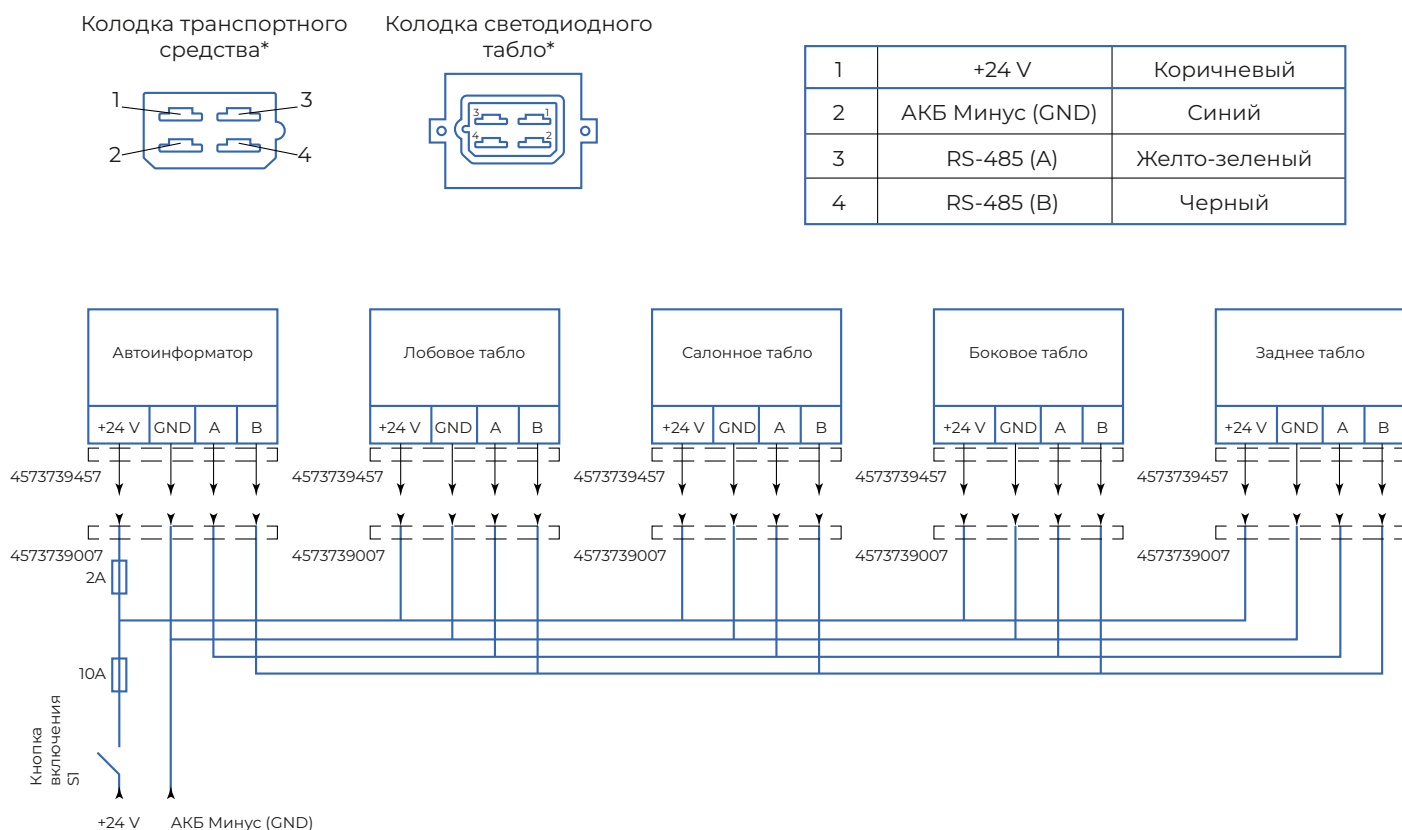 Колодка транспортного
средства*
Колодка светодиодного
табло*
1
3
2
4
3
1
4
2
1 +24 V Коричневый
2 АКБ Минус (GND) Синий
3 RS-485 (A) Желто-зеленый
4 RS-485 (B) Черный
Автоинформатор
Лобовое табло
Салонное табло
Боковое табло
Заднее табло
+24 V GND A B
+24 V GND A B
+24 V GND A B
+24 V GND A B
+24 V GND A B
4573739457
4573739457
4573739457
4573739457
4573739457
4573739007
4573739007
4573739007
4573739007
4573739007
2A
10A
Кнопка
включения
S1
+24 V
АКБ Минус (GND)